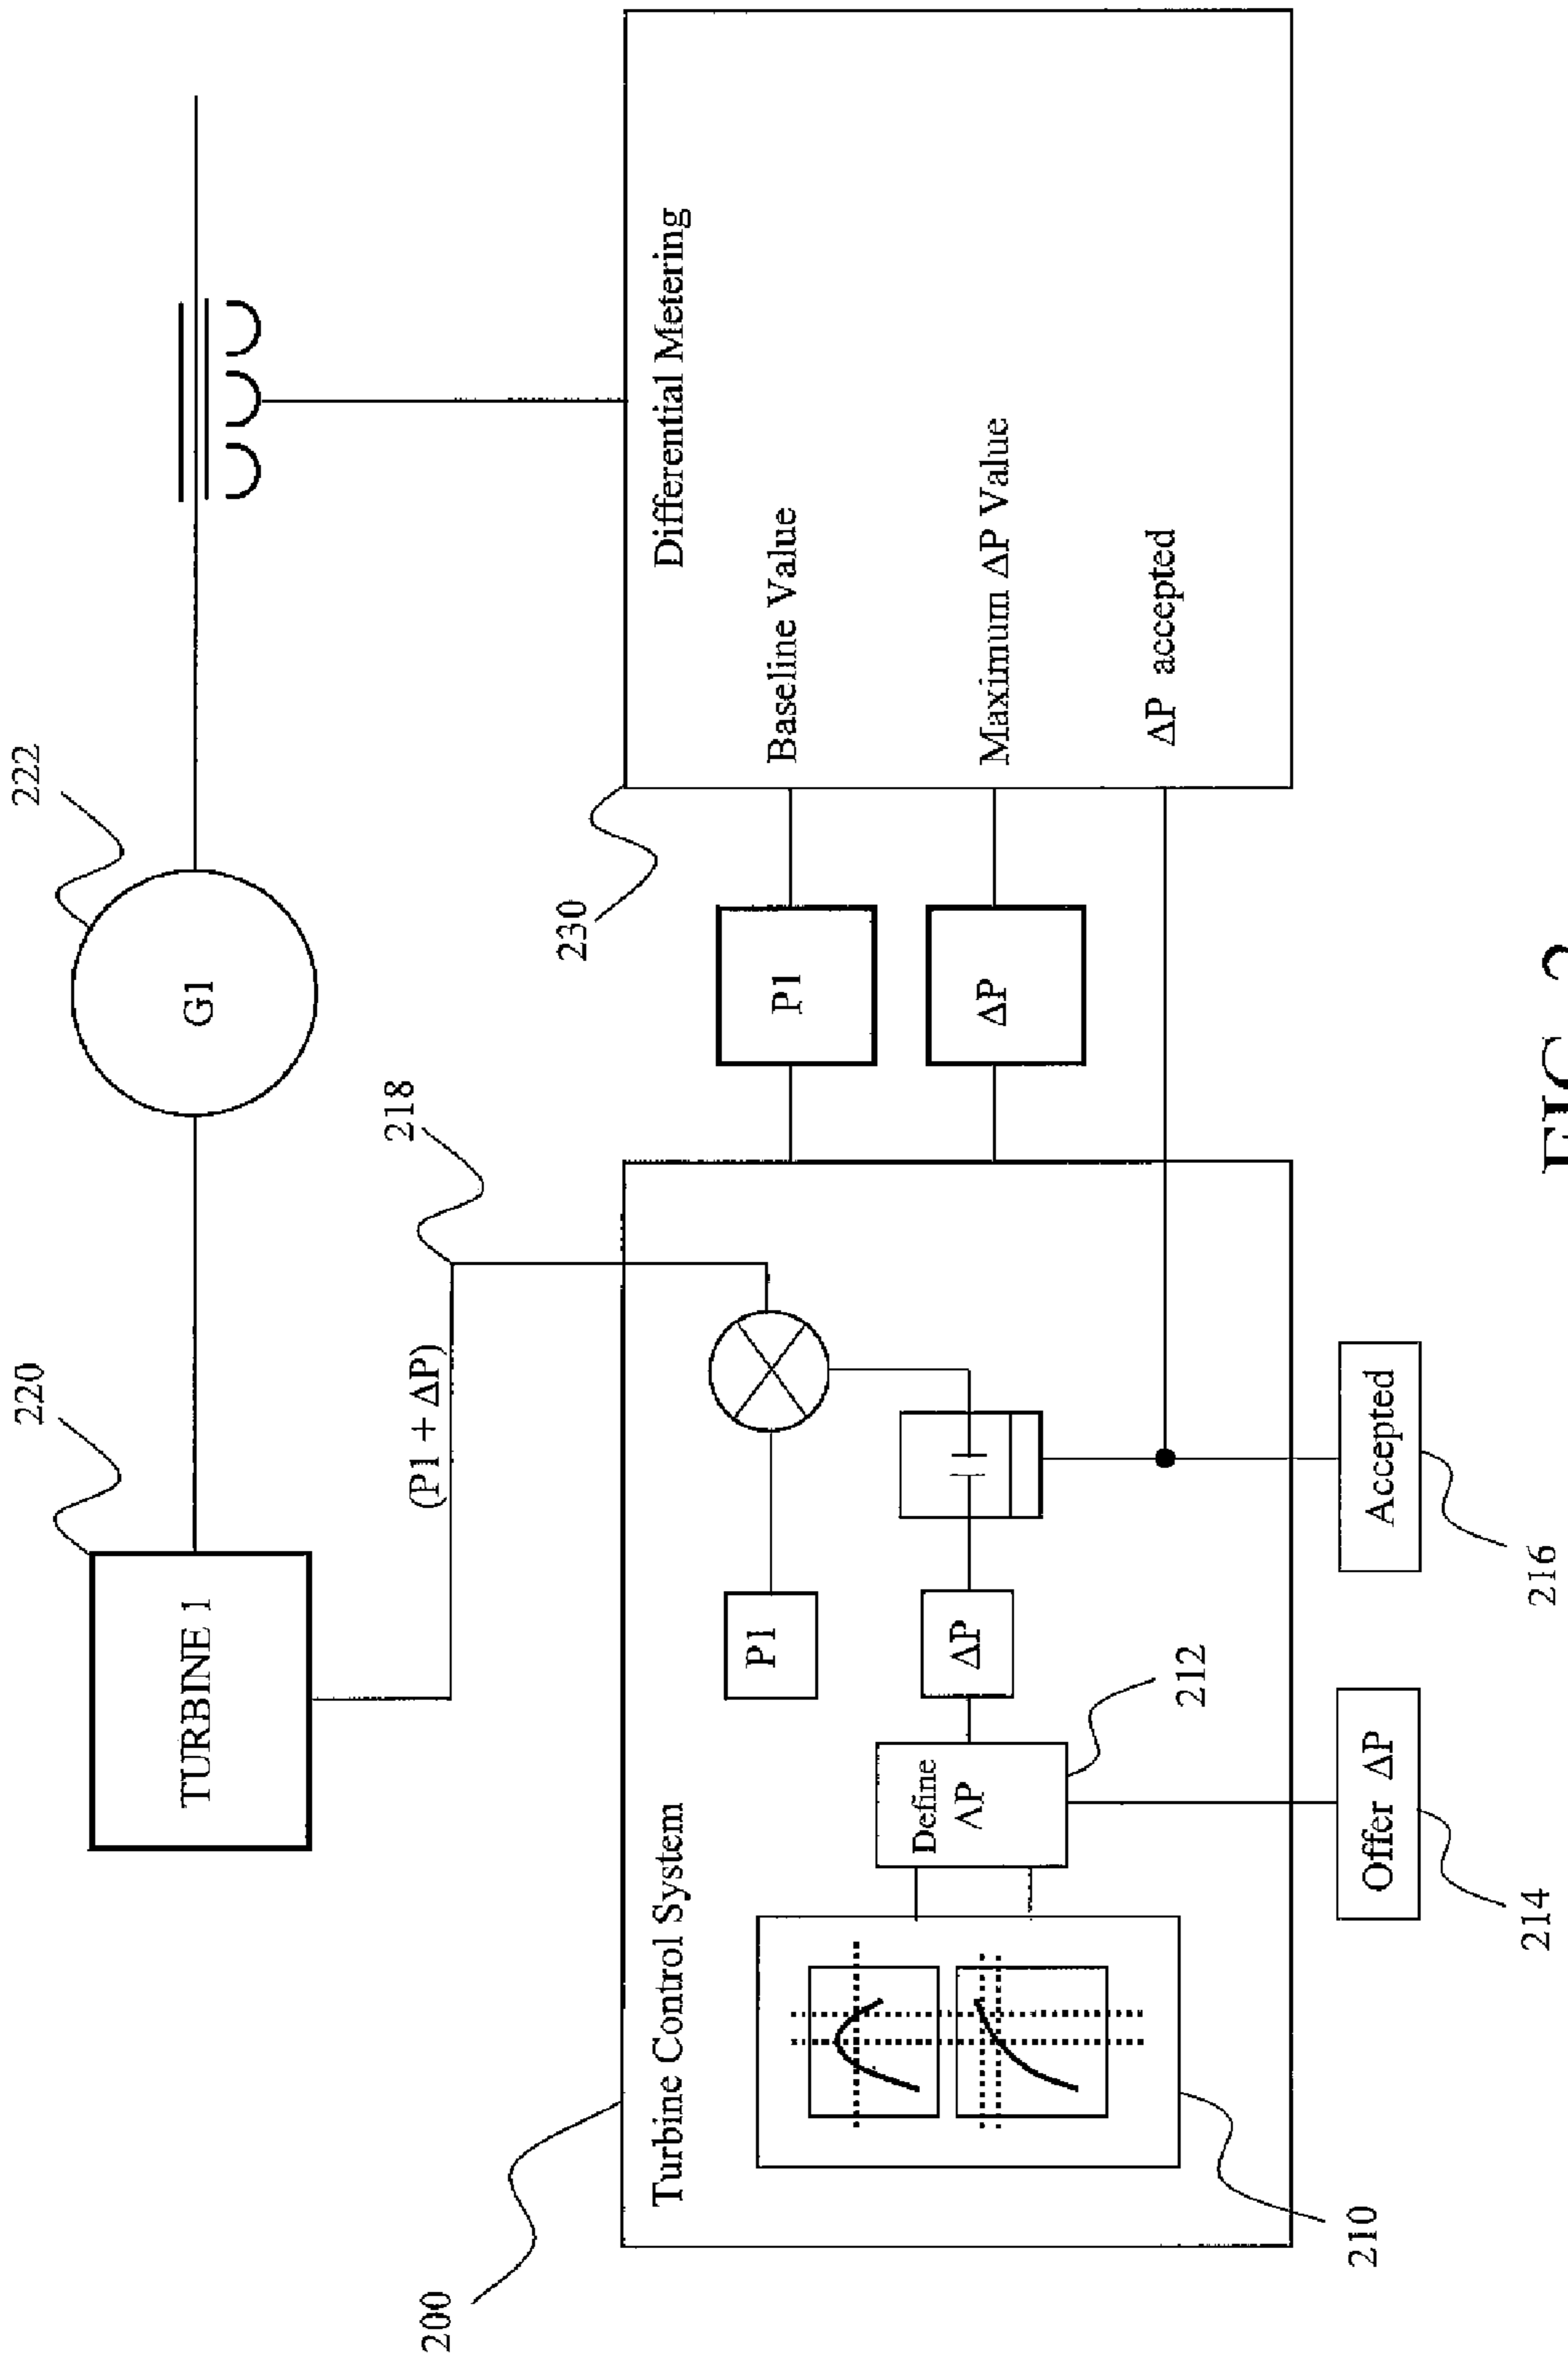 222
220
G1
TURBINE 1
218
(P1 + ΔP)
230
Differential Metering
Baseline Value
Maximum ΔP Value
ΔP accepted
P1
ΔP
200
Turbine Control System
P1
ΔP
Define
ΔP
212
210
Offer ΔP
214
Accepted
216